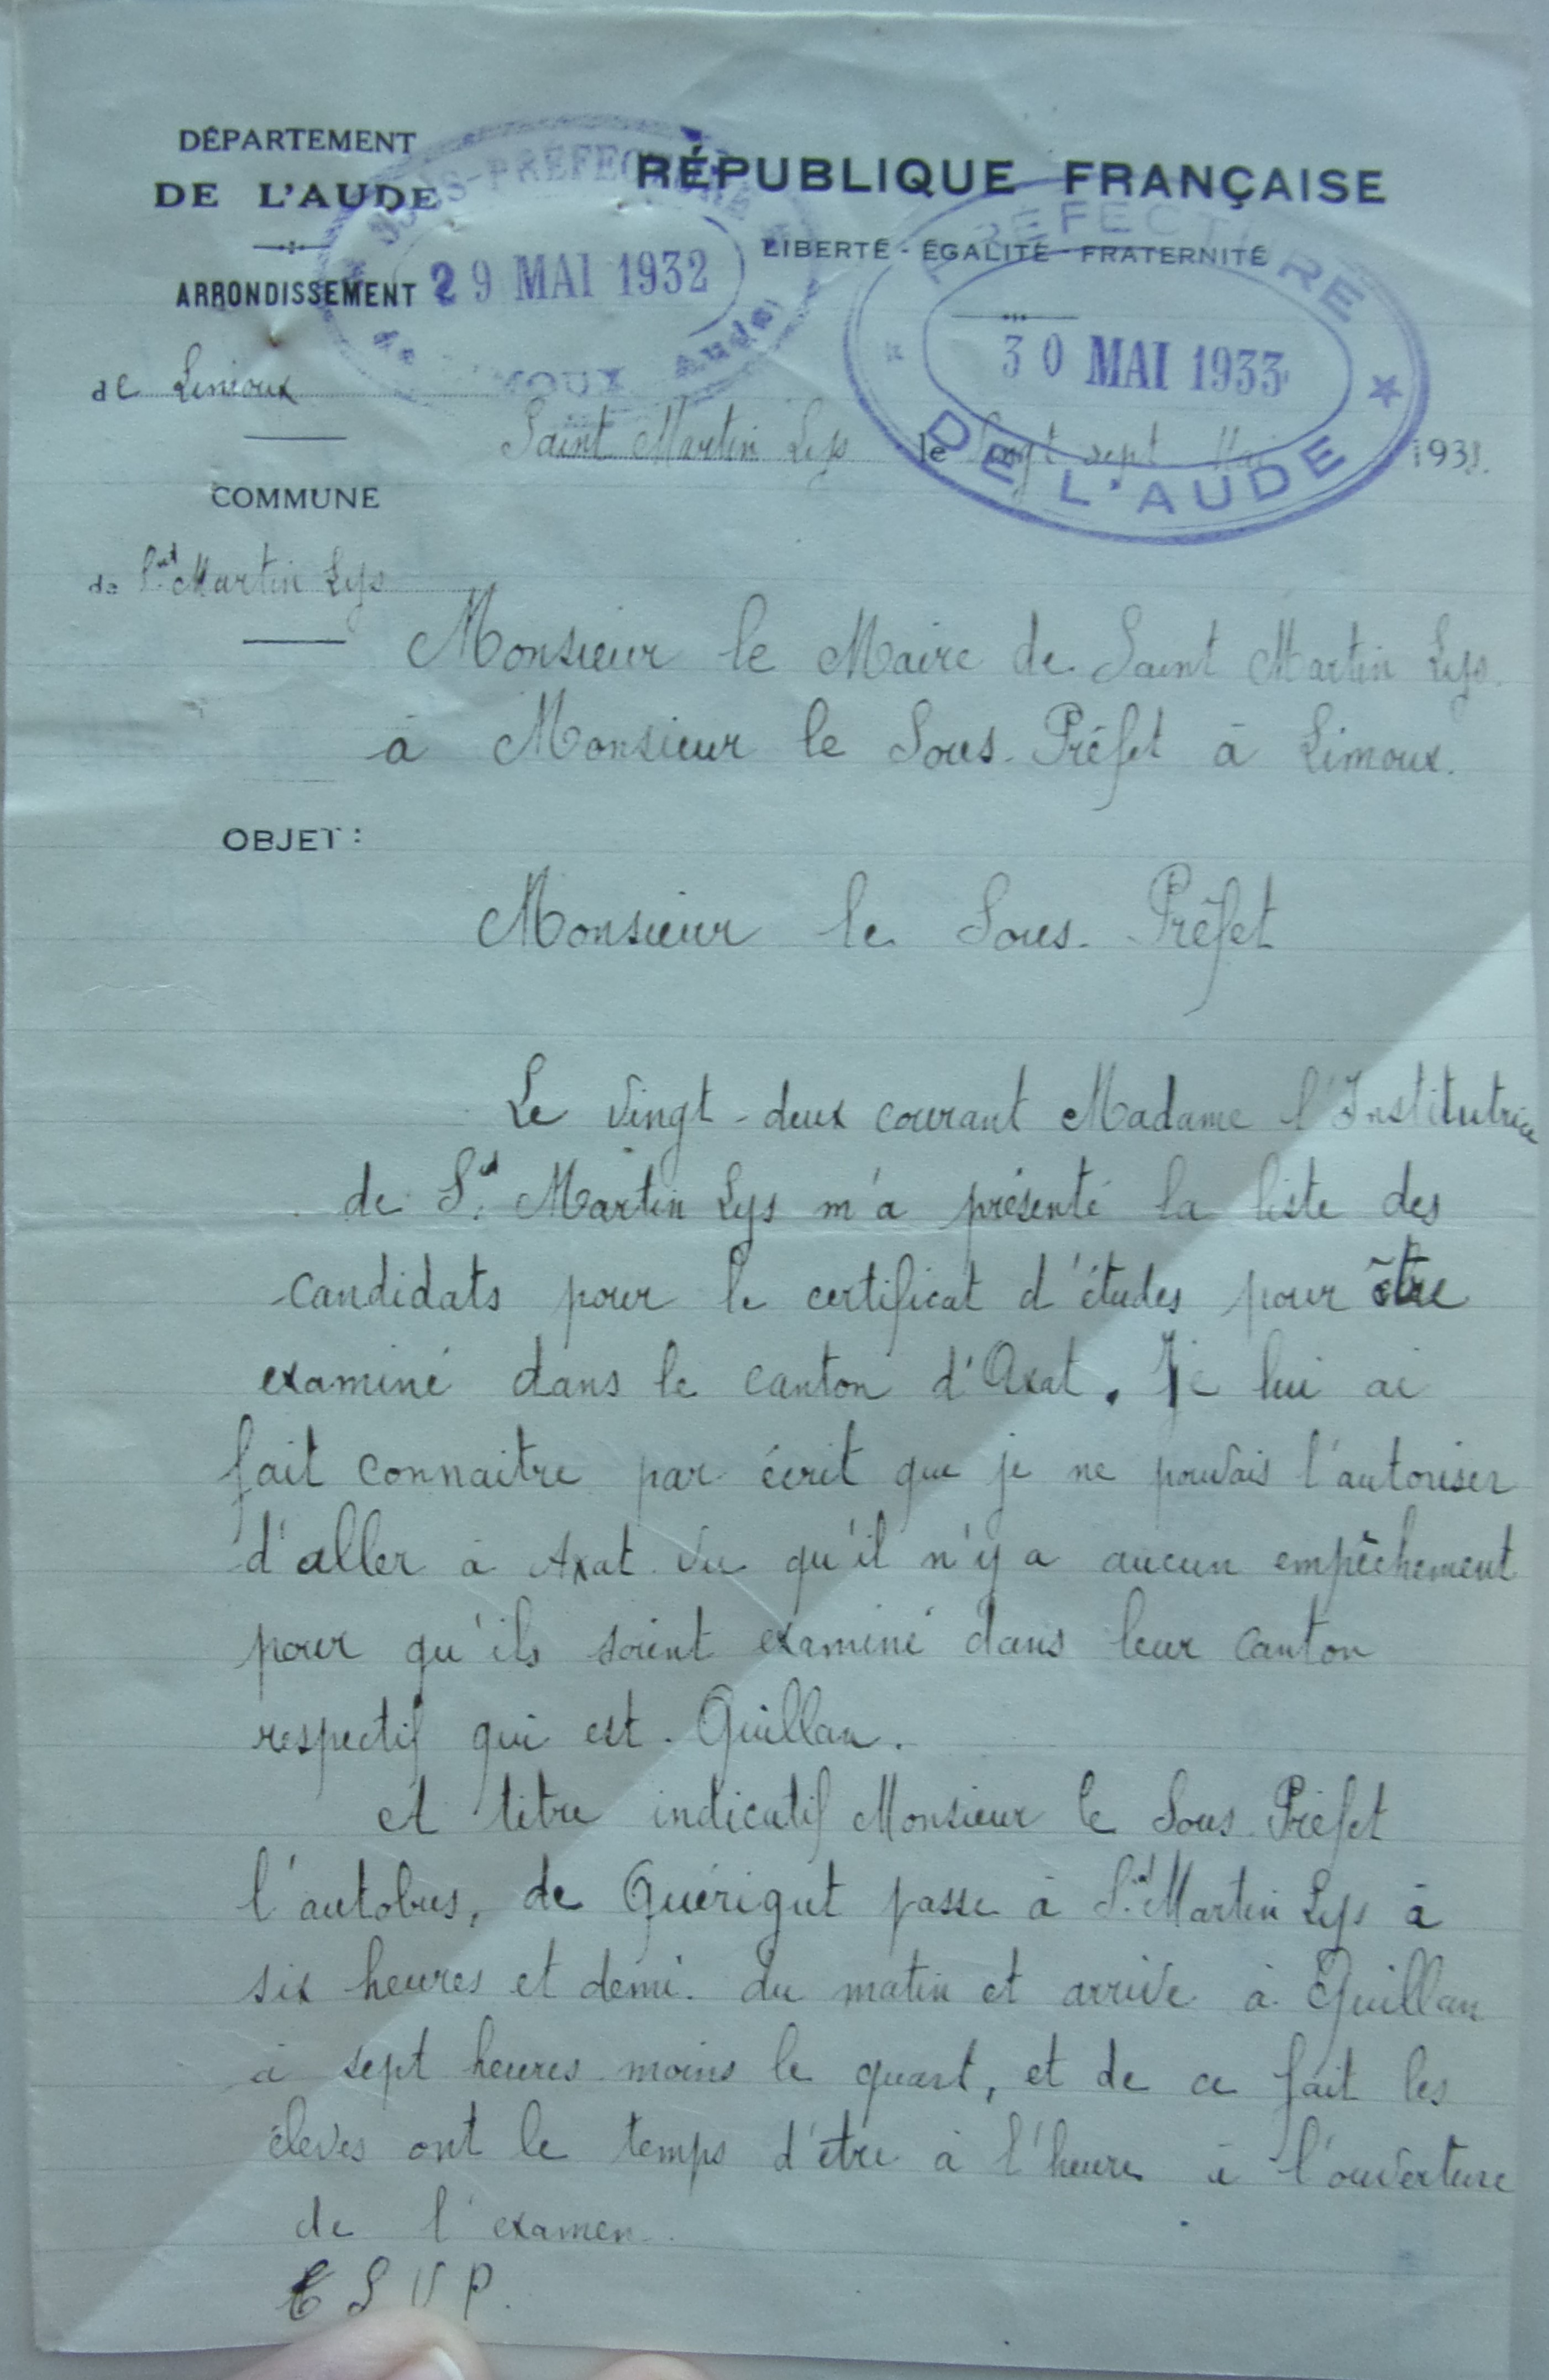 DÉPARTEMENT
DE L'AUDE
ARRONDISSEMENT
de Limoux
COMMUNE
de St Martin Lys
RÉPUBLIQUE FRANÇAISE
LIBERTÉ - ÉGALITÉ - FRATERNITÉ
SOUS-PRÉFECTURE
29 MAI 1932
de LIMOUX Aude
PRÉFECTURE
30 MAI 1933
DE L'AUDE
Saint Martin Lys le Vingt sept Mai 193
Monsieur le Maire de Saint Martin Lys.
à Monsieur le Sous-Préfet à Limoux.
OBJET :
Monsieur le Sous-Préfet
Le vingt-deux courant Madame l'Institutrice
de St Martin Lys m'a présenté la liste des
candidats pour le certificat d'études pour être
examiné dans le canton d'Axat. Je lui ai
fait connaitre par écrit que je ne pouvais l'autoriser
d'aller à Axat vu qu'il n'y a aucun empêchement
pour qu'ils soient examiné dans leur canton
respectif qui est Quillan.
A titre indicatif Monsieur le Sous Préfet
l'autobus, de Quérigut passe à St Martin Lys à
six heures et demi du matin et arrive à Quillan
à sept heures moins le quart, et de ce fait les
élèves ont le temps d'être à l'heure à l'ouverture
de l'examen.
T S V P.